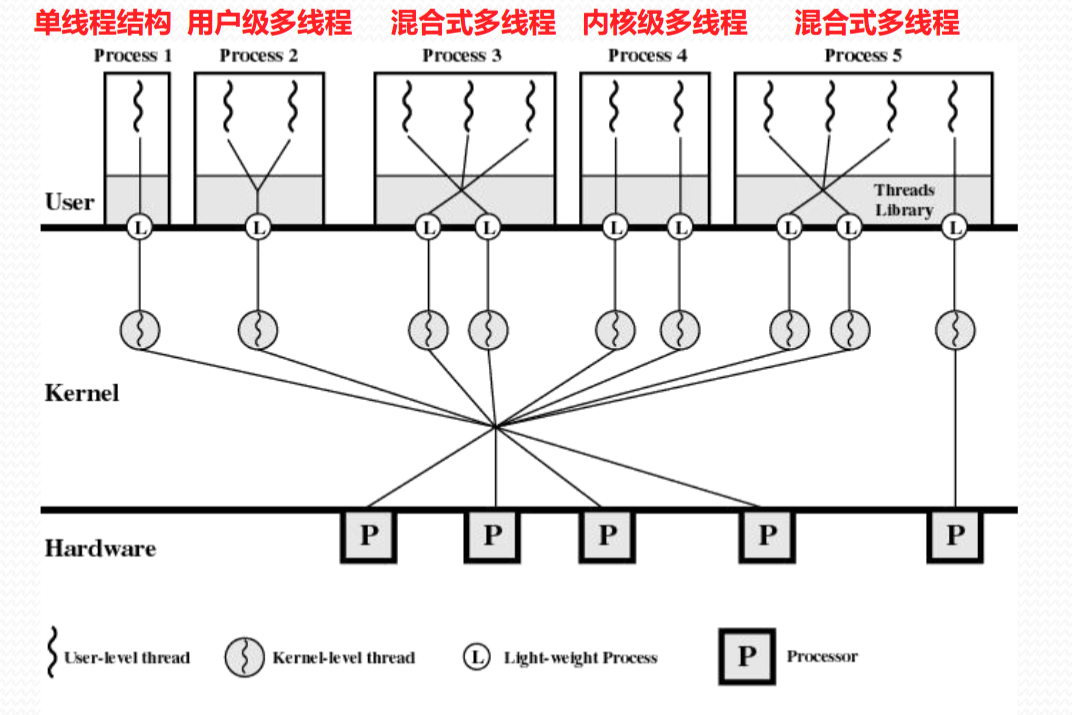 单线程结构 用户级多线程 混合式多线程 内核级多线程 混合式多线程
Process 1 Process 2 Process 3 Process 4 Process 5
Threads
User Library
L L L L L L L L L
Kernel
P P P P P
Hardware
User-level thread Kernel-level thread L Light-weight Process P Processor